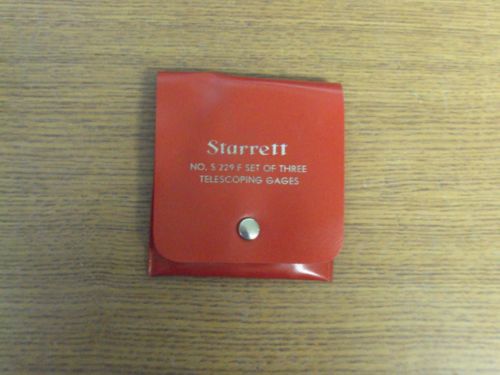 Starrett
NO. S 229 F SET OF THREE
TELESCOPING GAGES